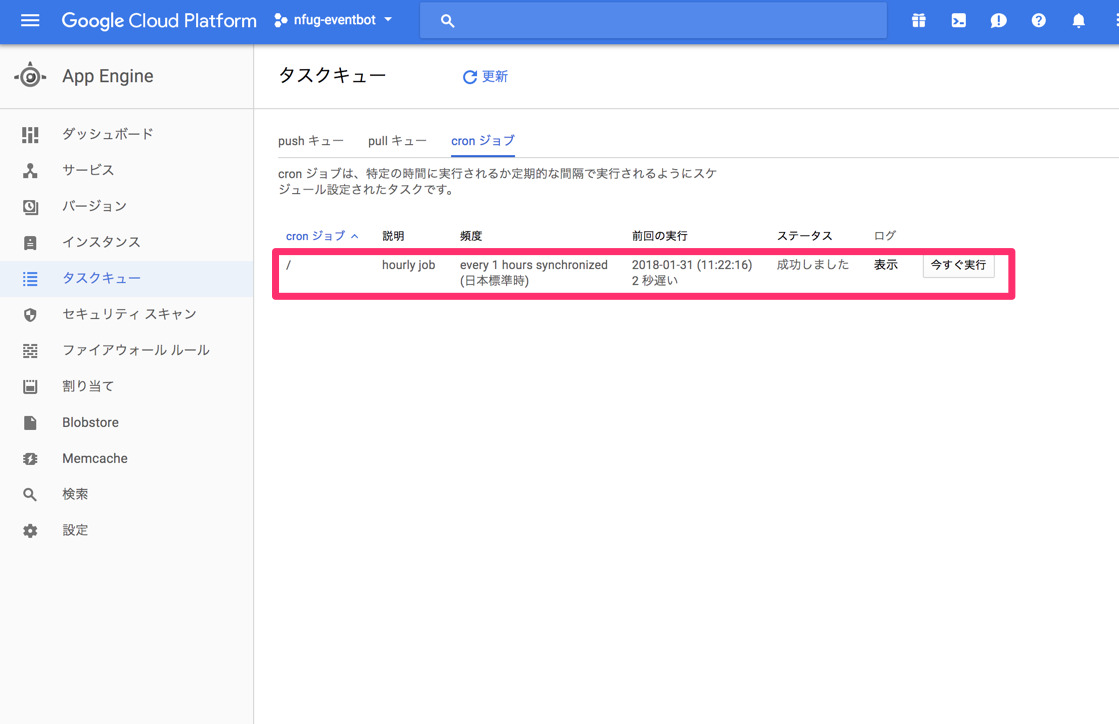 Google Cloud Platform
nfug-eventbot
App Engine
タスクキュー
更新
ダッシュボード
サービス
バージョン
インスタンス
タスクキュー
セキュリティ スキャン
ファイアウォール ルール
割り当て
Blobstore
Memcache
検索
設定
push キュー
pull キュー
cron ジョブ
cron ジョブは、特定の時間に実行されるか定期的な間隔で実行されるようにスケ
ジュール設定されたタスクです。
cron ジョブ 説明 頻度 前回の実行 ステータス ログ
/ hourly job every 1 hours synchronized 2018-01-31 (11:22:16) 成功しました 表示 今すぐ実行
(日本標準時) 2 秒遅い